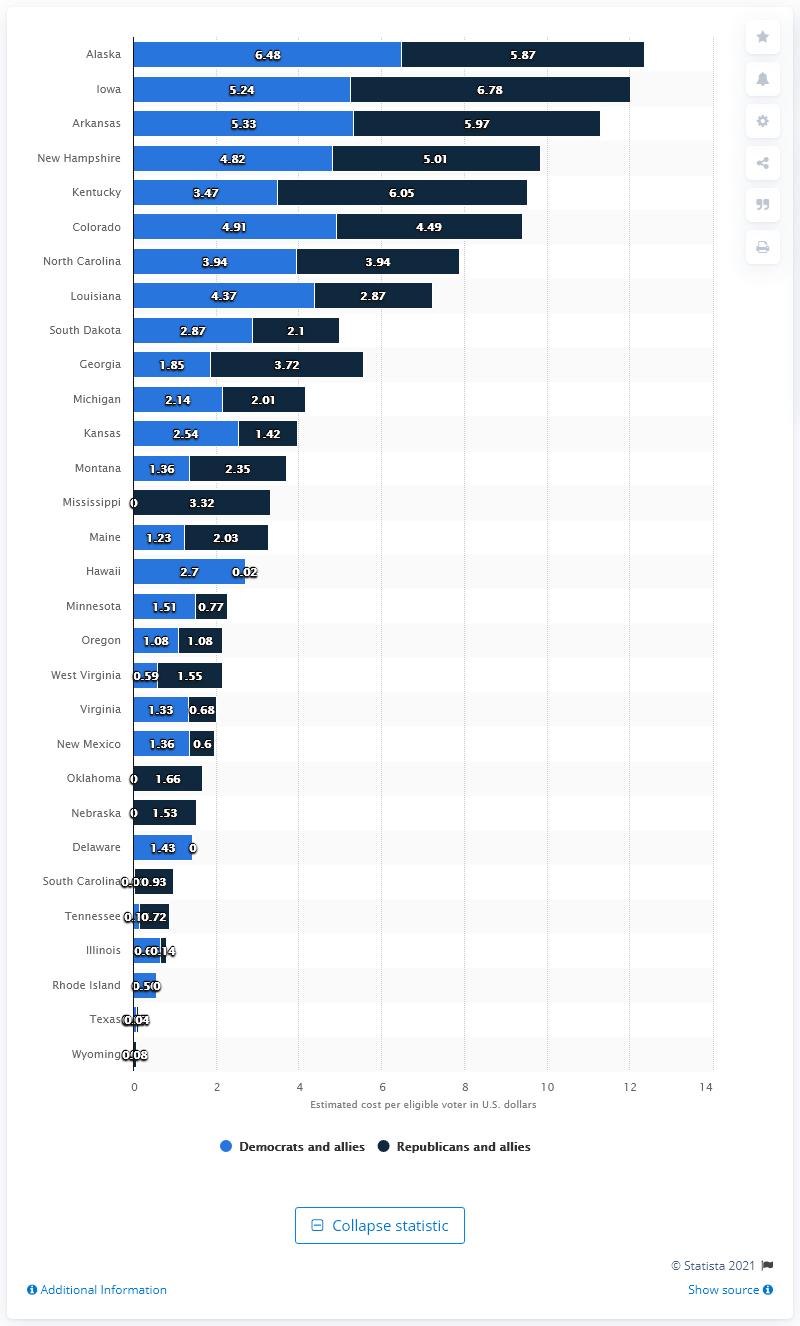 Alaska 6.48 5.87
Iowa 5.24 6.78
Arkansas 5.33 5.97
New Hampshire 4.82 5.01
Kentucky 3.47 6.05
Colorado 4.91 4.49
North Carolina 3.94 3.94
Louisiana 4.37 2.87
South Dakota 2.87 2.1
Georgia 1.85 3.72
Michigan 2.14 2.01
Kansas 2.54 1.42
Montana 1.36 2.35
Mississippi 0 3.32
Maine 1.23 2.03
Hawaii 2.7 0.02
Minnesota 1.51 0.77
Oregon 1.08 1.08
West Virginia 0.59 1.55
Virginia 1.33 0.68
New Mexico 1.36 0.6
Oklahoma 0 1.66
Nebraska 0 1.53
Delaware 1.43 0
South Carolina 0.93
Tennessee 0.72
Illinois 0.14
Rhode Island 0
Texas 0.04
Wyoming 0.08
0 2 4 6 8 10 12 14
Estimated cost per eligible voter in U.S. dollars
Democrats and allies Republicans and allies
Collapse statistic
© Statista 2021
Additional Information Show source